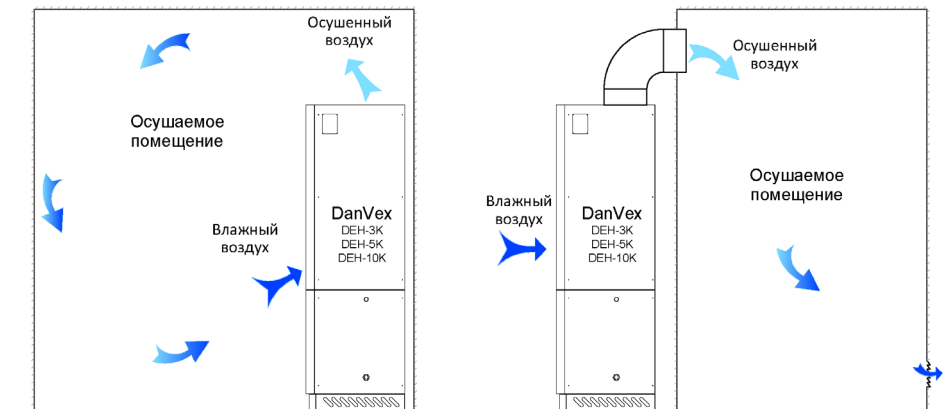 Осушенный
воздух
Осушаемое
помещение
Влажный
воздух
DanVex
DEH-3K
DEH-5K
DEH-10K
Осушенный
воздух
Осушаемое
помещение
Влажный
воздух
DanVex
DEH-3K
DEH-5K
DEH-10K